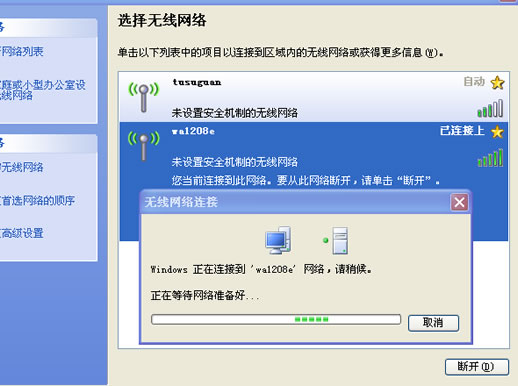 选择无线网络
单击以下列表中的项目以连接到区域内的无线网络或获得更多信息(W)。
络
网络列表
庭或小型办公室设
线网络
络
无线网络
首选网络的顺序
高级设置
tusuguan
自动
未设置安全机制的无线网络
wa1208e
已连接上
未设置安全机制的无线网络
您当前连接到此网络。要从此网络断开，请单击“断开”。
无线网络连接
Windows 正在连接到 'wa1208e' 网络，请稍候。
正在等待网络准备好...
取消
断开(D)